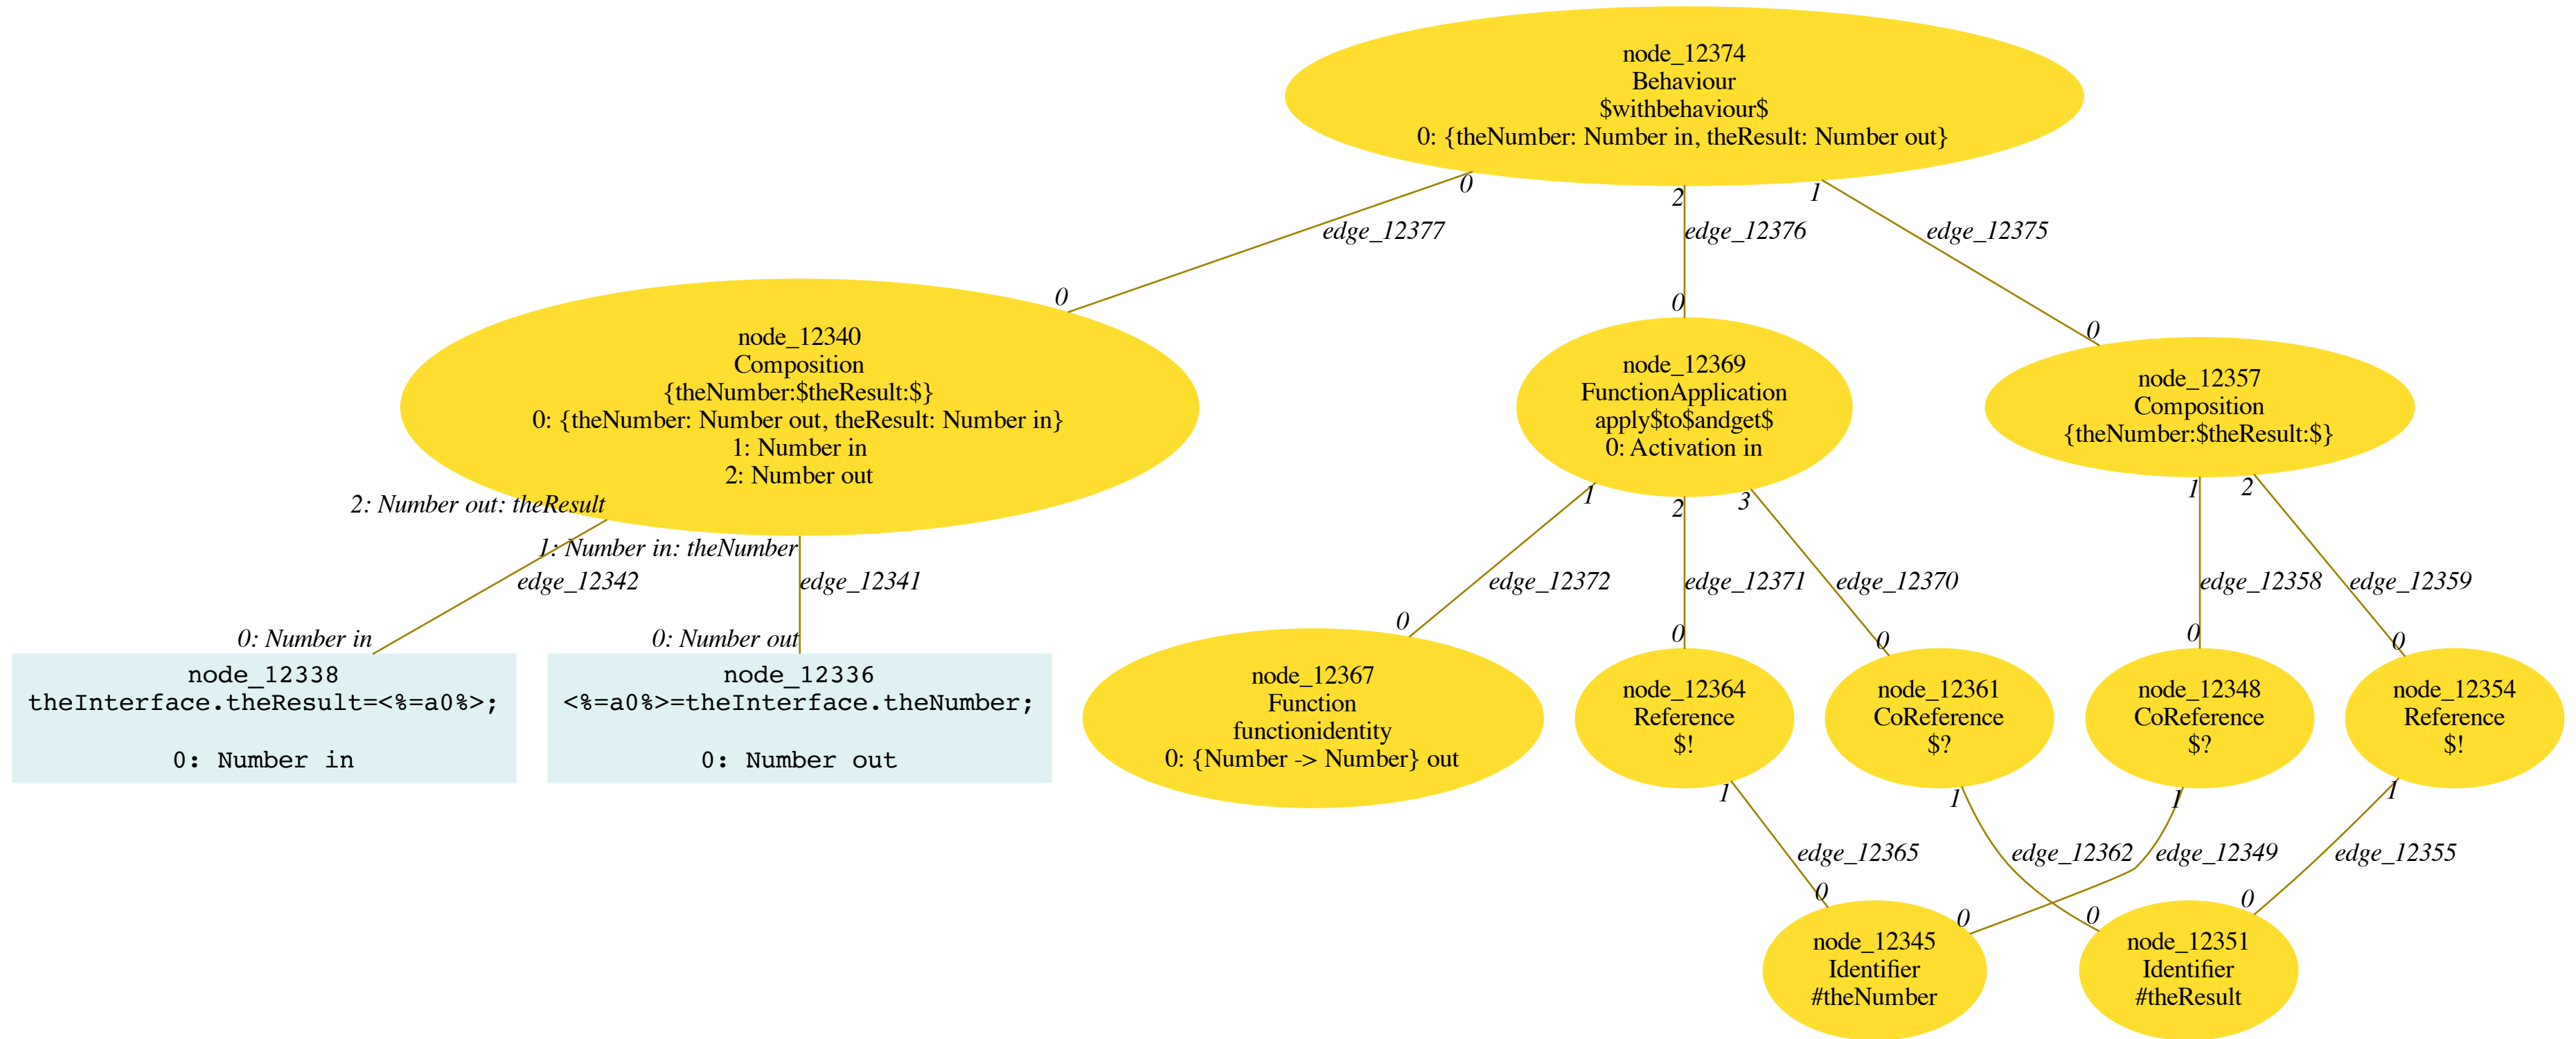 node_12374
Behaviour
$withbehaviour$
0: {theNumber: Number in, theResult: Number out}
0
2
1
edge_12377
edge_12376
edge_12375
0
0
0
node_12340
Composition
{theNumber:$theResult:$}
0: {theNumber: Number out, theResult: Number in}
1: Number in
2: Number out
node_12369
FunctionApplication
apply$to$andget$
0: Activation in
node_12357
Composition
{theNumber:$theResult:$}
2: Number out: theResult
1: Number in: theNumber
1
2
3
1
2
edge_12342
edge_12341
edge_12372
edge_12371
edge_12370
edge_12358
edge_12359
0: Number in
0: Number out
0
0
0
0
0
node_12338
theInterface.theResult=<%=a0%>;
0: Number in
node_12336
<%=a0%>=theInterface.theNumber;
0: Number out
node_12367
Function
functionidentity
0: {Number -> Number} out
node_12364
Reference
$!
node_12361
CoReference
$?
node_12348
CoReference
$?
node_12354
Reference
$!
1
1
1
1
edge_12365
edge_12362
edge_12349
edge_12355
0
0
0
0
node_12345
Identifier
#theNumber
node_12351
Identifier
#theResult